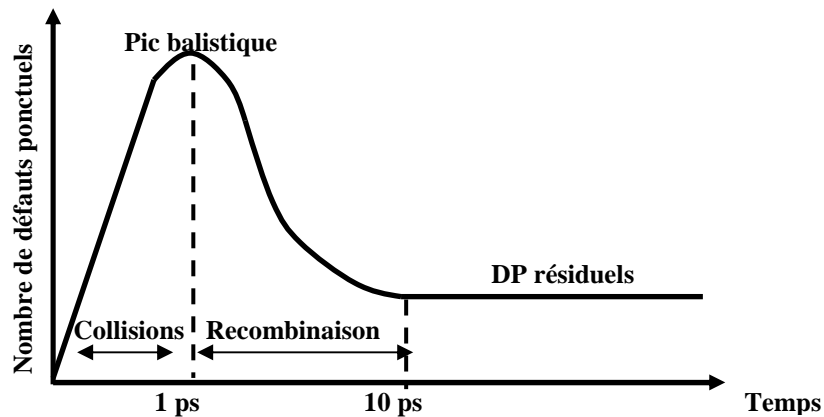 Pic balistique
Nombre de défauts ponctuels
DP résiduels
Collisions
Recombinaison
1 ps
10 ps
Temps